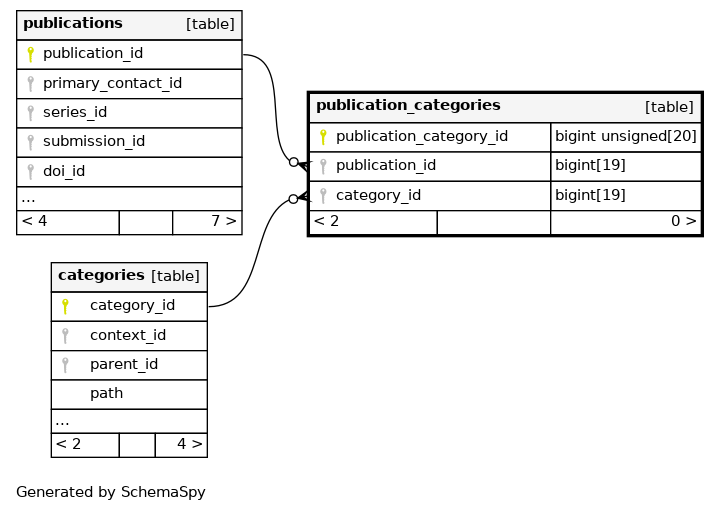 publications [table]
publication_id
primary_contact_id
series_id
submission_id
doi_id
...
< 4 7 >
publication_categories [table]
publication_category_id bigint unsigned[20]
publication_id bigint[19]
category_id bigint[19]
< 2 0 >
categories [table]
category_id
context_id
parent_id
path
...
< 2 4 >
Generated by SchemaSpy